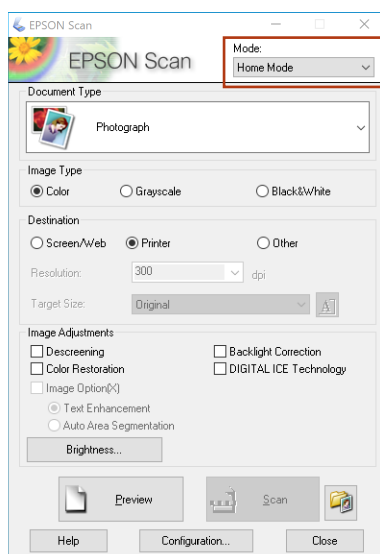 EPSON Scan
EPSON Scan
Mode:
Home Mode
Document Type
Photograph
Image Type
Color Grayscale Black&White
Destination
Screen/Web Printer Other
Resolution: 300 dpi
Target Size: Original
Image Adjustments
Descreening Backlight Correction
Color Restoration DIGITAL ICE Technology
Image Option(X)
Text Enhancement
Auto Area Segmentation
Brightness...
Preview Scan
Help Configuration... Close